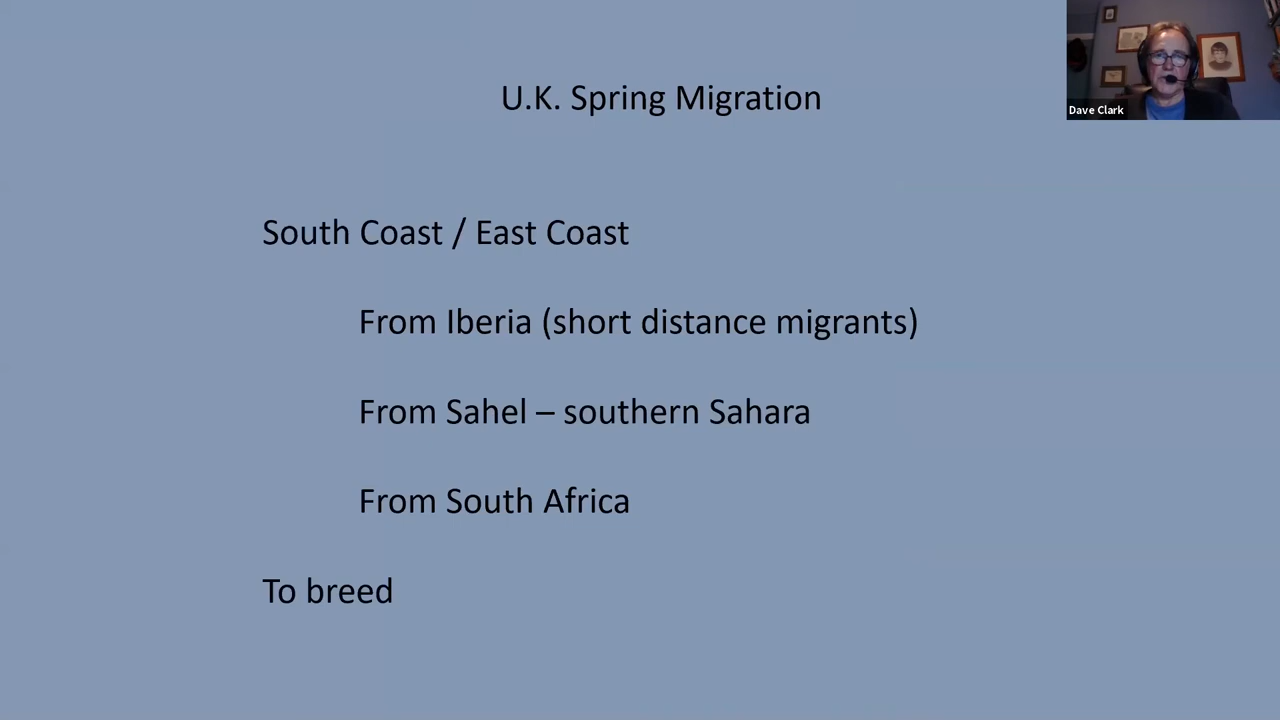 U.K. Spring Migration
Dave Clark
South Coast / East Coast
From Iberia (short distance migrants)
From Sahel – southern Sahara
From South Africa
To breed